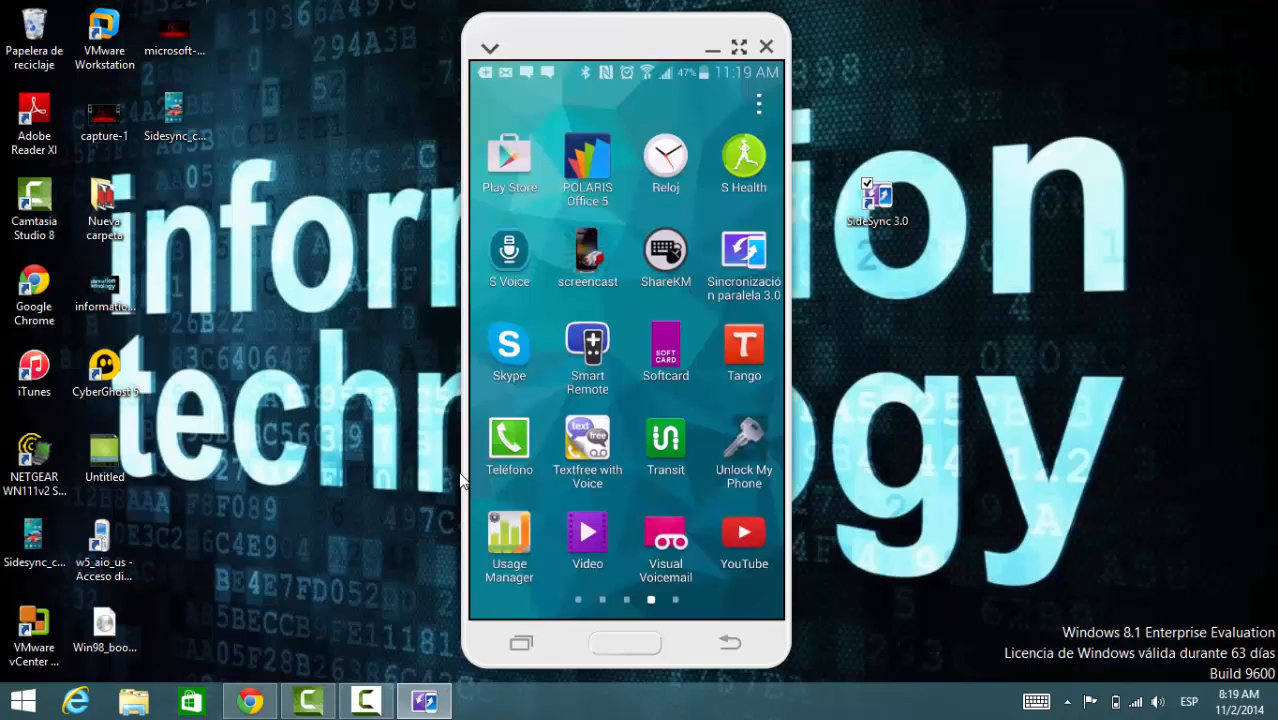 Papelera de
reciclaje
VMware
Workstation
microsoft-...
Adobe
Reader XI
capture-1
Sidesync_c...
Camtasia
Studio 8
Nueva
carpeta
Google
Chrome
informatio...
iTunes
CyberGhost 5
NETGEAR
WN111v2 S...
Untitled
Sidesync_c...
w5_aio_us -
Acceso di...
VMware
vCenter ...
Win98_boo...
47%
11:19 AM
Play Store
POLARIS
Office 5
Reloj
S Health
S Voice
screencast
ShareKM
Sincronizació
n paralela 3.0
Skype
Smart
Remote
SOFT
CARD
Softcard
T
Tango
Teléfono
text
free
Textfree with
Voice
Transit
Unlock My
Phone
Usage
Manager
Video
Visual
Voicemail
YouTube
SideSync 3.0
inform
ion
techn
ogy
Windows 8.1 Enterprise Evaluation
Licencia de Windows válida durante 63 días
Build 9600
ESP
8:19 AM
11/2/2014